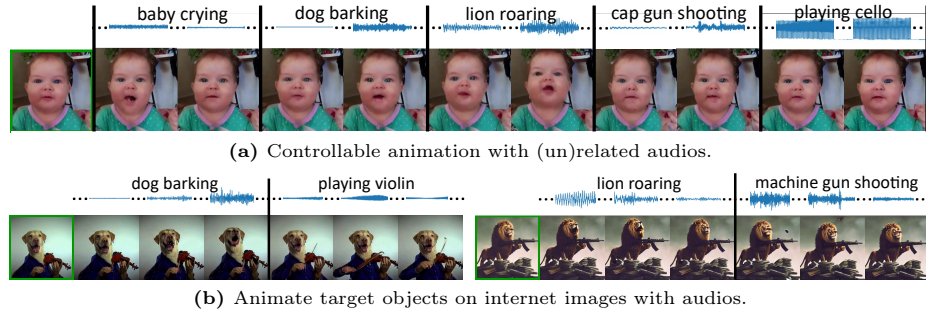 baby crying dog barking lion roaring cap gun shooting playing cello
(a) Controllable animation with (un)related audios.
dog barking playing violin lion roaring machine gun shooting
(b) Animate target objects on internet images with audios.